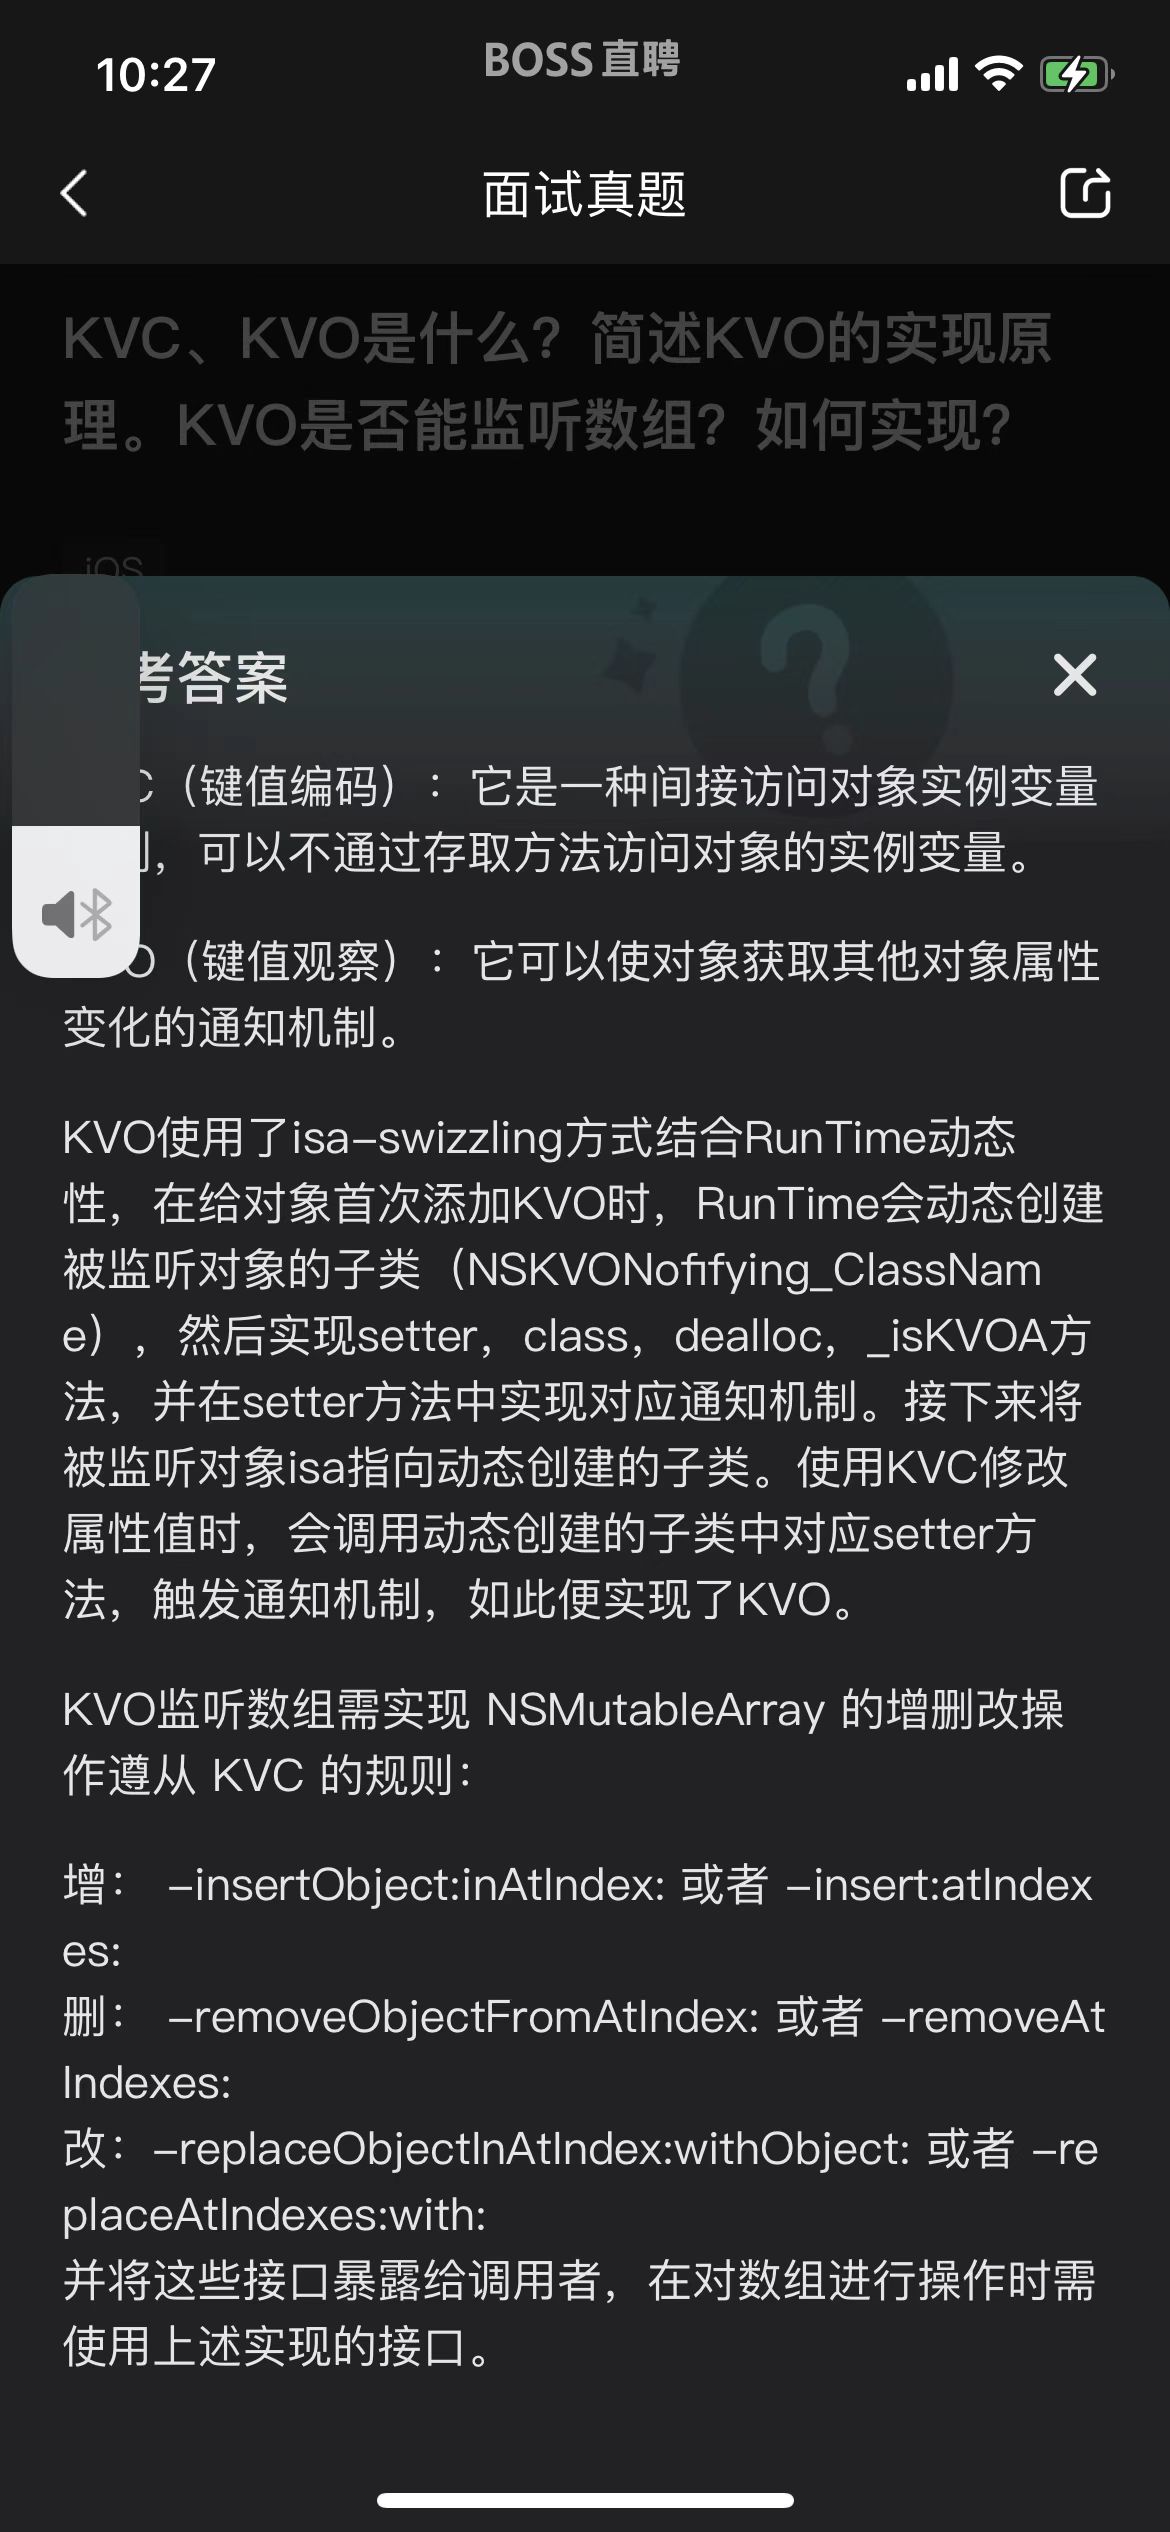 10:27
BOSS直聘
面试真题
KVC、KVO是什么？简述KVO的实现原
理。KVO是否能监听数组？如何实现？
iOS
考答案
C（键值编码）：它是一种间接访问对象实例变量
，可以不通过存取方法访问对象的实例变量。
O（键值观察）：它可以使对象获取其他对象属性
变化的通知机制。
KVO使用了isa-swizzling方式结合RunTime动态
性，在给对象首次添加KVO时，RunTime会动态创建
被监听对象的子类（NSKVONofifying_ClassNam
e），然后实现setter，class，dealloc，_isKVOA方
法，并在setter方法中实现对应通知机制。接下来将
被监听对象isa指向动态创建的子类。使用KVC修改
属性值时，会调用动态创建的子类中对应setter方
法，触发通知机制，如此便实现了KVO。
KVO监听数组需实现 NSMutableArray 的增删改操
作遵从 KVC 的规则：
增： -insertObject:inAtIndex: 或者 -insert:atIndex
es:
删： -removeObjectFromAtIndex: 或者 -removeAt
Indexes:
改：-replaceObjectInAtIndex:withObject: 或者 -re
placeAtIndexes:with:
并将这些接口暴露给调用者，在对数组进行操作时需
使用上述实现的接口。